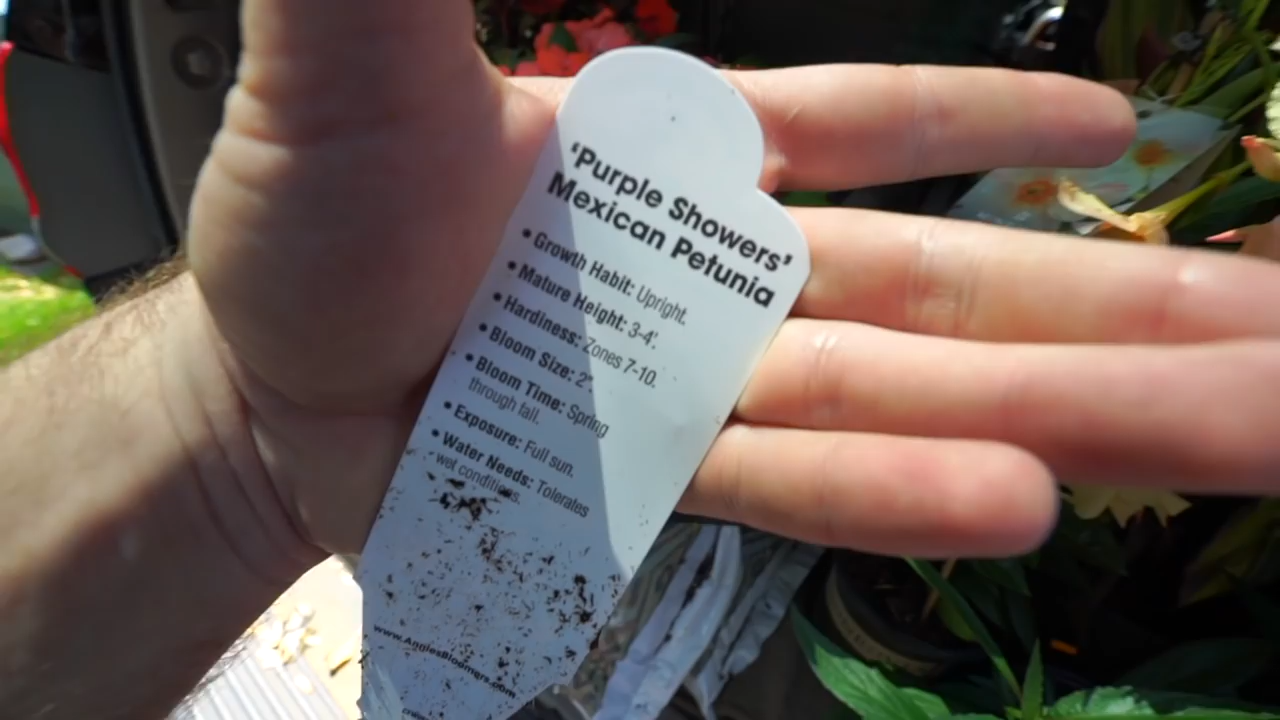 'Purple Showers'
Mexican Petunia
• Growth Habit: Upright.
• Mature Height: 3-4'.
• Hardiness: Zones 7-10.
• Bloom Size: 2"
• Bloom Time: Spring
through fall.
• Exposure: Full sun.
• Water Needs: Tolerates
wet conditions.
www.AnniesBloomers.com